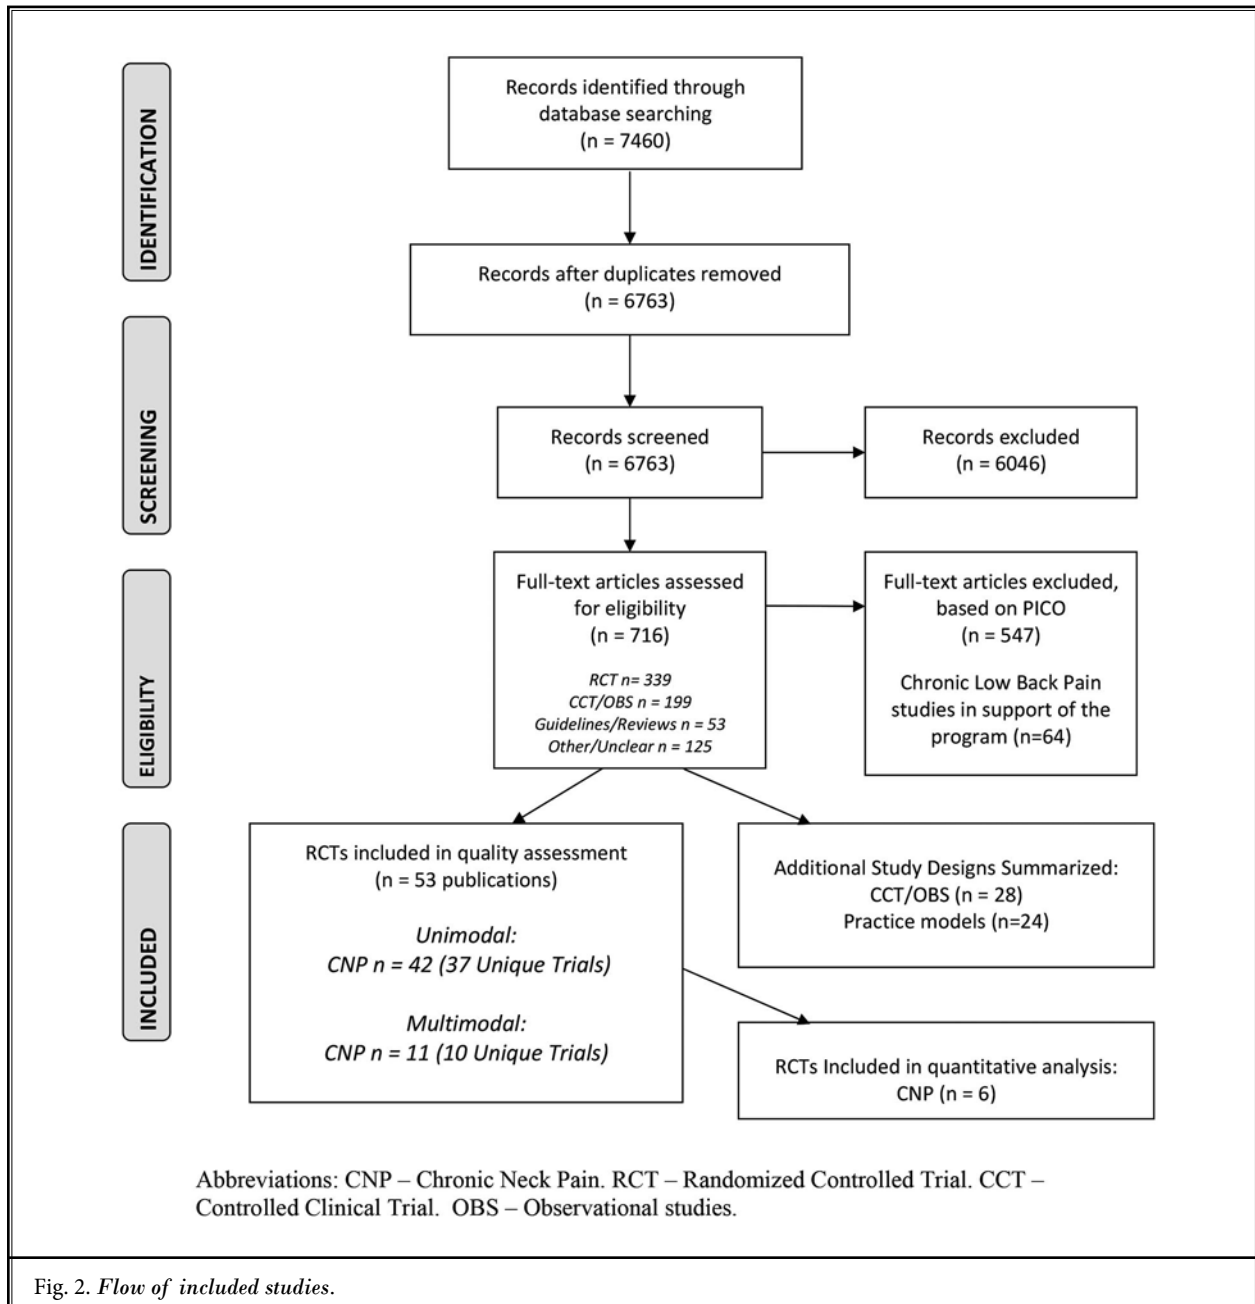 IDENTIFICATION
Records identified through
database searching
(n = 7460)
Records after duplicates removed
(n = 6763)
SCREENING
Records screened
(n = 6763)
Records excluded
(n = 6046)
ELIGIBILITY
Full-text articles assessed
for eligibility
(n = 716)
RCT n= 339
CCT/OBS n = 199
Guidelines/Reviews n = 53
Other/Unclear n = 125
Full-text articles excluded,
based on PICO
(n = 547)
Chronic Low Back Pain
studies in support of the
program (n=64)
INCLUDED
RCTs included in quality assessment
(n = 53 publications)
Unimodal:
CNP n = 42 (37 Unique Trials)
Multimodal:
CNP n = 11 (10 Unique Trials)
Additional Study Designs Summarized:
CCT/OBS (n = 28)
Practice models (n=24)
RCTs Included in quantitative analysis:
CNP (n = 6)
Abbreviations: CNP – Chronic Neck Pain. RCT – Randomized Controlled Trial. CCT –
Controlled Clinical Trial.  OBS – Observational studies.
Fig. 2. Flow of included studies.